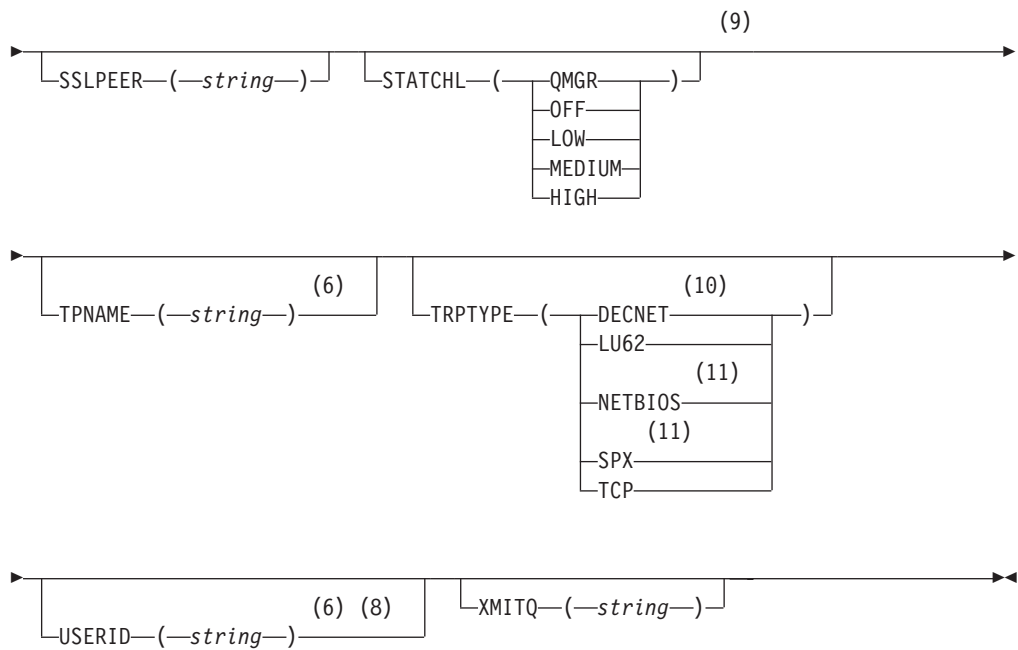 (9)
SSLPEER (string) STATCHL ( QMGR )
OFF
LOW
MEDIUM
HIGH
(6) (10)
TPNAME (string) TRPTYPE ( DECNET )
LU62
(11)
NETBIOS
(11)
SPX
TCP
(6) (8)
USERID (string) XMITQ (string)